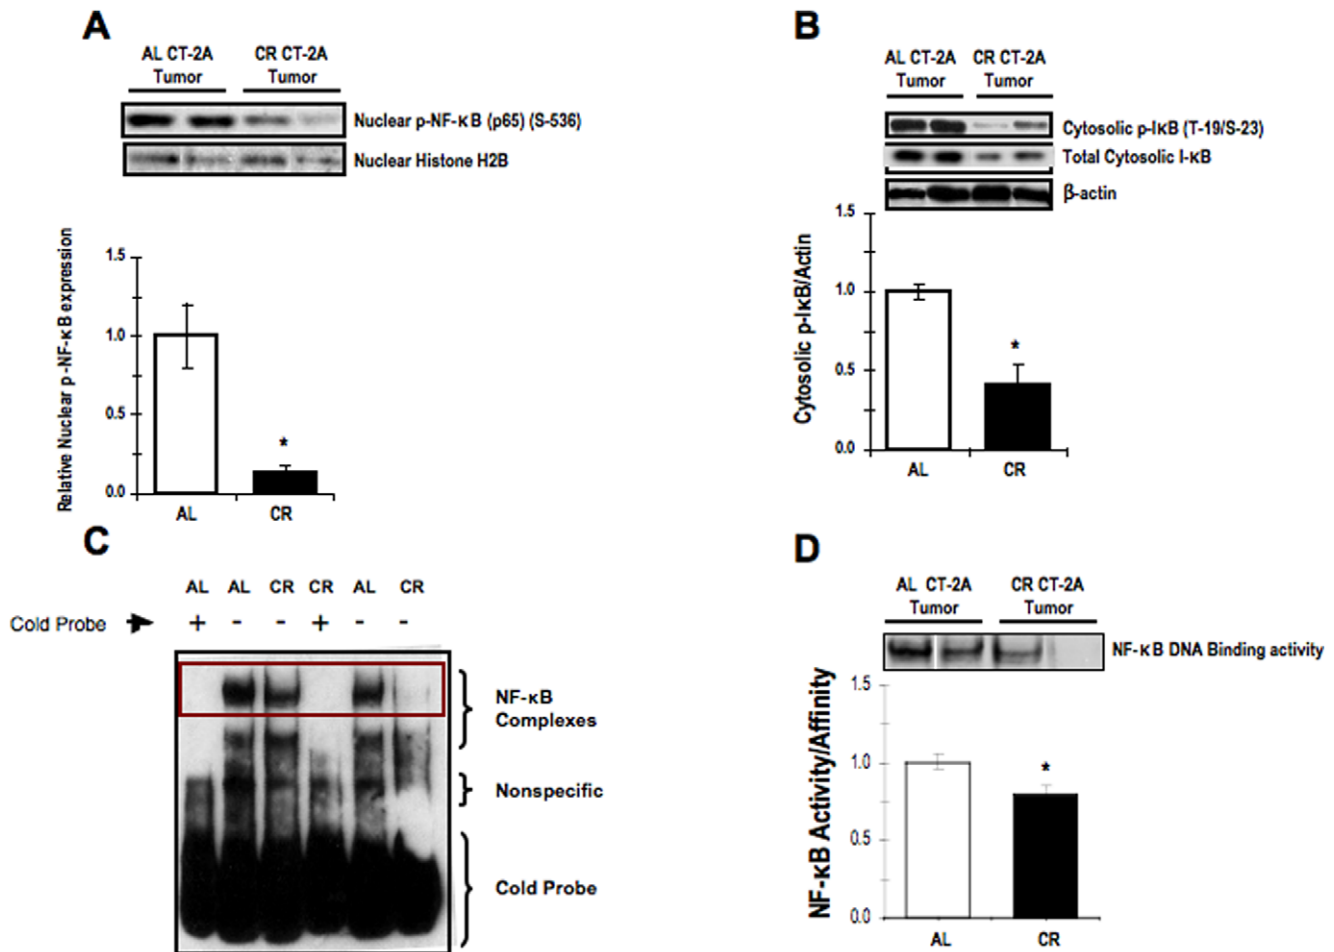 A
AL CT-2A CR CT-2A
Tumor Tumor
Nuclear p-NF-κB (p65) (S-536)
Nuclear Histone H2B
Relative Nuclear p-NF-κB expression
1.5
1.0
0.5
0.0
*
AL CR
B
AL CT-2A CR CT-2A
Tumor Tumor
Cytosolic p-IκB (T-19/S-23)
Total Cytosolic I-κB
β-actin
Cytosolic p-IκB/Actin
1.5
1.0
0.5
0.0
*
AL CR
C
AL AL CR CR AL CR
Cold Probe + - - + - -
NF-κB
Complexes
Nonspecific
Cold Probe
D
AL CT-2A CR CT-2A
Tumor Tumor
NF-κB DNA Binding activity
NF-κB Activity/Affinity
1.5
1.0
0.5
0.0
*
AL CR